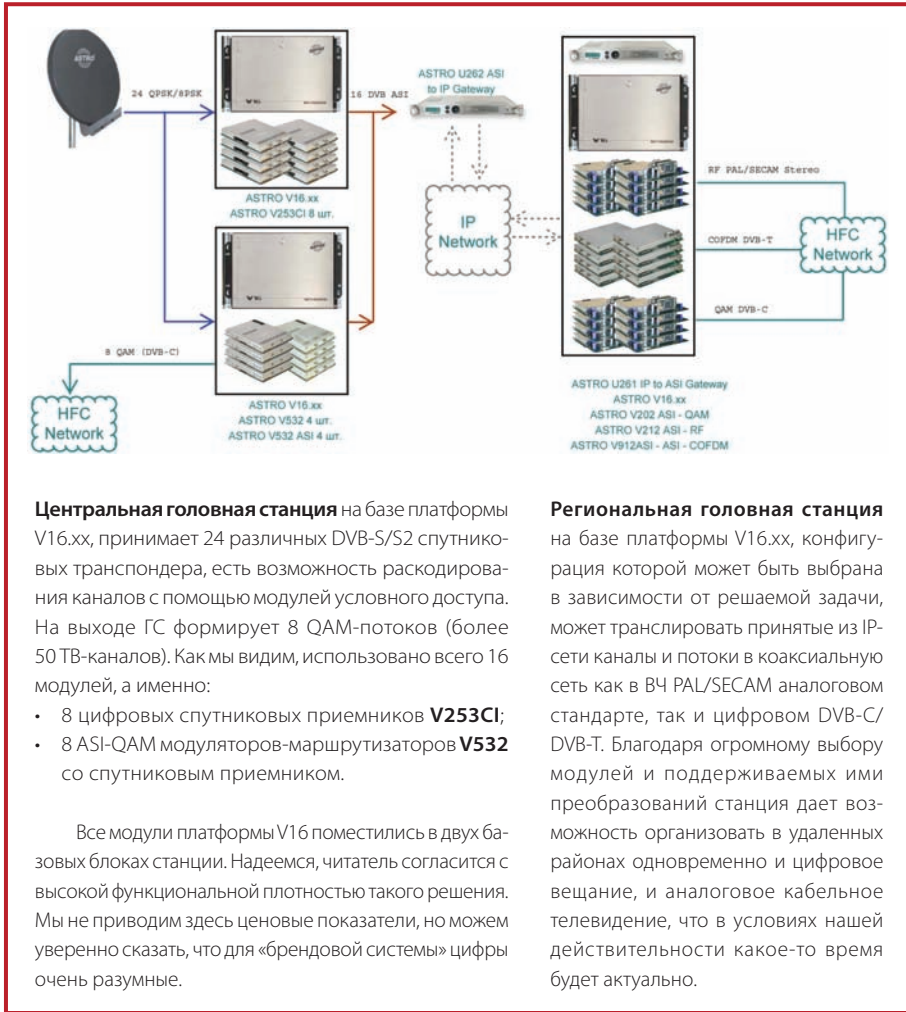 ASTRO
24 QPSK/8PSK
ASTRO V16.xx
ASTRO V253CI 8 шт.
16 DVB ASI
ASTRO U262 ASI
to IP Gateway
IP
Network
ASTRO V16.xx
ASTRO V532 4 шт.
ASTRO V532 ASI 4 шт.
8 QAM (DVB-C)
HFC
Network
RF PAL/SECAM Stereo
COFDM DVB-T
QAM DVB-C
HFC
Network
ASTRO U261 IP to ASI Gateway
ASTRO V16.xx
ASTRO V202 ASI - QAM
ASTRO V212 ASI - RF
ASTRO V912ASI - ASI - COFDM
Центральная головная станция на базе платформы
V16.xx, принимает 24 различных DVB-S/S2 спутнико-
вых транспондера, есть возможность раскодирова-
ния каналов с помощью модулей условного доступа.
На выходе ГС формирует 8 QAM-потоков (более
50 ТВ-каналов). Как мы видим, использовано всего 16
модулей, а именно:
• 8 цифровых спутниковых приемников V253CI;
• 8 ASI-QAM модуляторов-маршрутизаторов V532
со спутниковым приемником.
Все модули платформы V16 поместились в двух ба-
зовых блоках станции. Надеемся, читатель согласится с
высокой функциональной плотностью такого решения.
Мы не приводим здесь ценовые показатели, но можем
уверенно сказать, что для «брендовой системы» цифры
очень разумные.
Региональная головная станция
на базе платформы V16.xx, конфигу-
рация которой может быть выбрана
в зависимости от решаемой задачи,
может транслировать принятые из IP-
сети каналы и потоки в коаксиальную
сеть как в ВЧ PAL/SECAM аналоговом
стандарте, так и цифровом DVB-C/
DVB-T. Благодаря огромному выбору
модулей и поддерживаемых ими
преобразований станция дает воз-
можность организовать в удаленных
районах одновременно и цифровое
вещание, и аналоговое кабельное
телевидение, что в условиях нашей
действительности какое-то время
будет актуально.